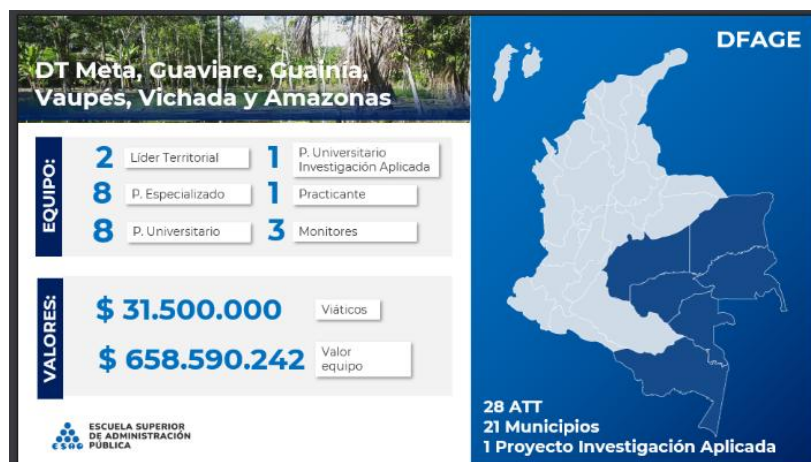 DT Meta, Guaviare, Guainía,
Vaupés, Vichada y Amazonas
EQUIPO:
2 Líder Territorial
8 P. Especializado
8 P. Universitario
1 P. Universitario
Investigación Aplicada
1 Practicante
3 Monitores
VALORES:
$ 31.500.000 Viáticos
$ 658.590.242 Valor
equipo
esap
ESCUELA SUPERIOR
DE ADMINISTRACIÓN
PÚBLICA
DFAGE
28 ATT
21 Municipios
1 Proyecto Investigación Aplicada